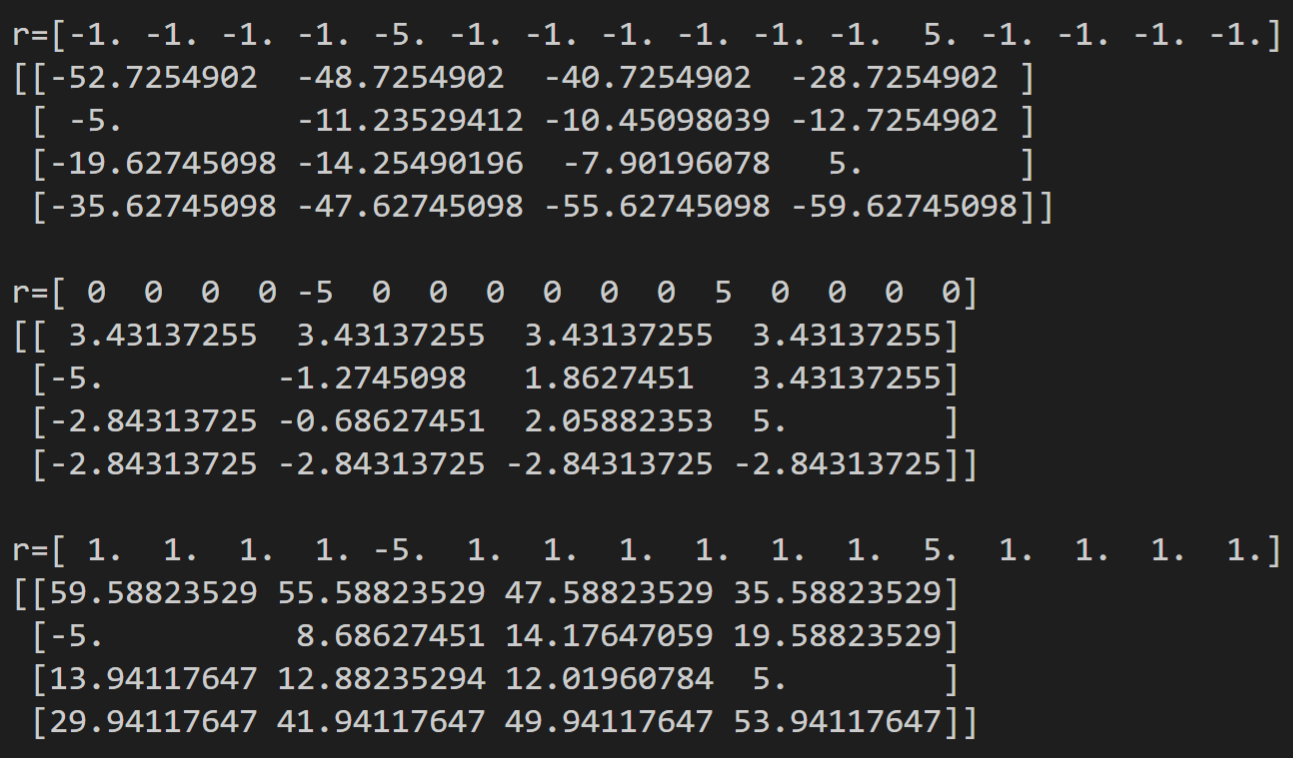 r=[-1. -1. -1. -1. -5. -1. -1. -1. -1. -1. -1.  5. -1. -1. -1. -1.]
[[-52.7254902  -48.7254902  -40.7254902  -28.7254902 ]
 [ -5.         -11.23529412 -10.45098039 -12.7254902 ]
 [-19.62745098 -14.25490196  -7.90196078   5.        ]
 [-35.62745098 -47.62745098 -55.62745098 -59.62745098]]

r=[ 0  0  0  0 -5  0  0  0  0  0  0  5  0  0  0  0]
[[ 3.43137255  3.43137255  3.43137255  3.43137255]
 [-5.         -1.2745098   1.8627451   3.43137255]
 [-2.84313725 -0.68627451  2.05882353  5.        ]
 [-2.84313725 -2.84313725 -2.84313725 -2.84313725]]

r=[ 1.  1.  1.  1. -5.  1.  1.  1.  1.  1.  1.  5.  1.  1.  1.  1.]
[[59.58823529 55.58823529 47.58823529 35.58823529]
 [-5.          8.68627451 14.17647059 19.58823529]
 [13.94117647 12.88235294 12.01960784  5.        ]
 [29.94117647 41.94117647 49.94117647 53.94117647]]